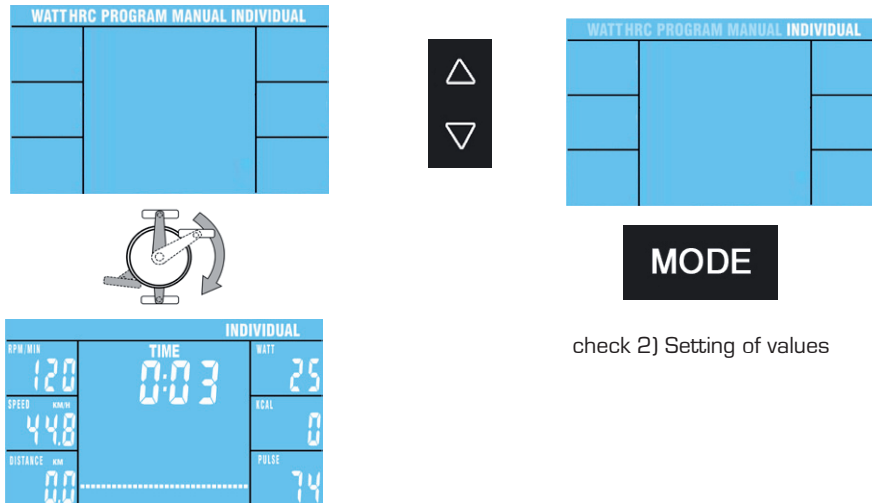 WATT HRC PROGRAM MANUAL INDIVIDUAL
WATT HRC PROGRAM MANUAL INDIVIDUAL
MODE
check 2) Setting of values
INDIVIDUAL
RPM/MIN
120
TIME
0:03
WATT
25
SPEED KM/H
44.8
KCAL
0
DISTANCE KM
0.0
PULSE
74